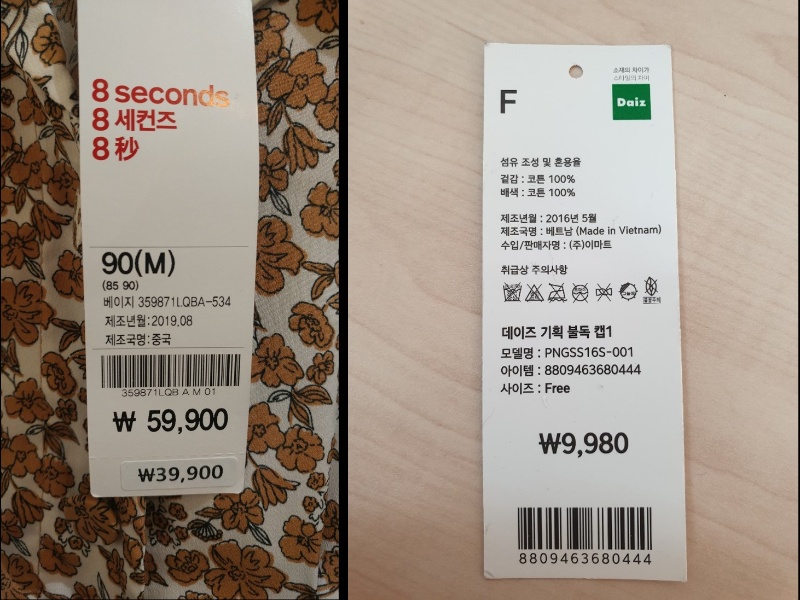 8 seconds
8 세컨즈
8 秒
90(M)
(85 90)
베이지 359871LQBA-534
제조년월:2019.08
제조국명:중국
359871LQB A M 01
₩ 59,900
₩39,900
F
소재의 차이가
스타일의 차이
Daiz
섬유 조성 및 혼용율
겉감 : 코튼 100%
배색 : 코튼 100%
제조년월 : 2016년 5월
제조국명 : 베트남 (Made in Vietnam)
수입/판매자명 : (주)이마트
취급상 주의사항
데이즈 기획 볼독 캡1
모델명 : PNGSS16S-001
아이템 : 8809463680444
사이즈 : Free
₩9,980
8809463680444